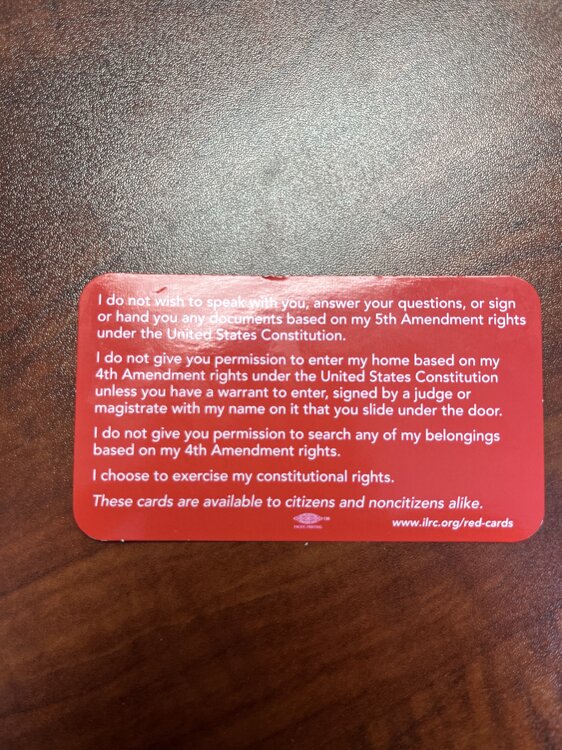 I do not wish to speak with you, answer your questions, or sign
or hand you any documents based on my 5th Amendment rights
under the United States Constitution.
I do not give you permission to enter my home based on my
4th Amendment rights under the United States Constitution
unless you have a warrant to enter, signed by a judge or
magistrate with my name on it that you slide under the door.
I do not give you permission to search any of my belongings
based on my 4th Amendment rights.
I choose to exercise my constitutional rights.
These cards are available to citizens and noncitizens alike.
www.ilrc.org/red-cards